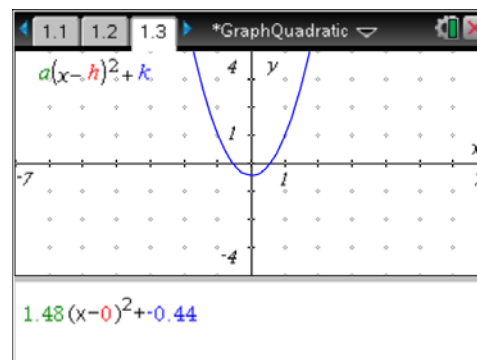 1.1 1.2 1.3 *GraphQuadratic
a(x-h)²+k
4 y
1
x
-7 1
-4
1.48(x-0)²+-0.44